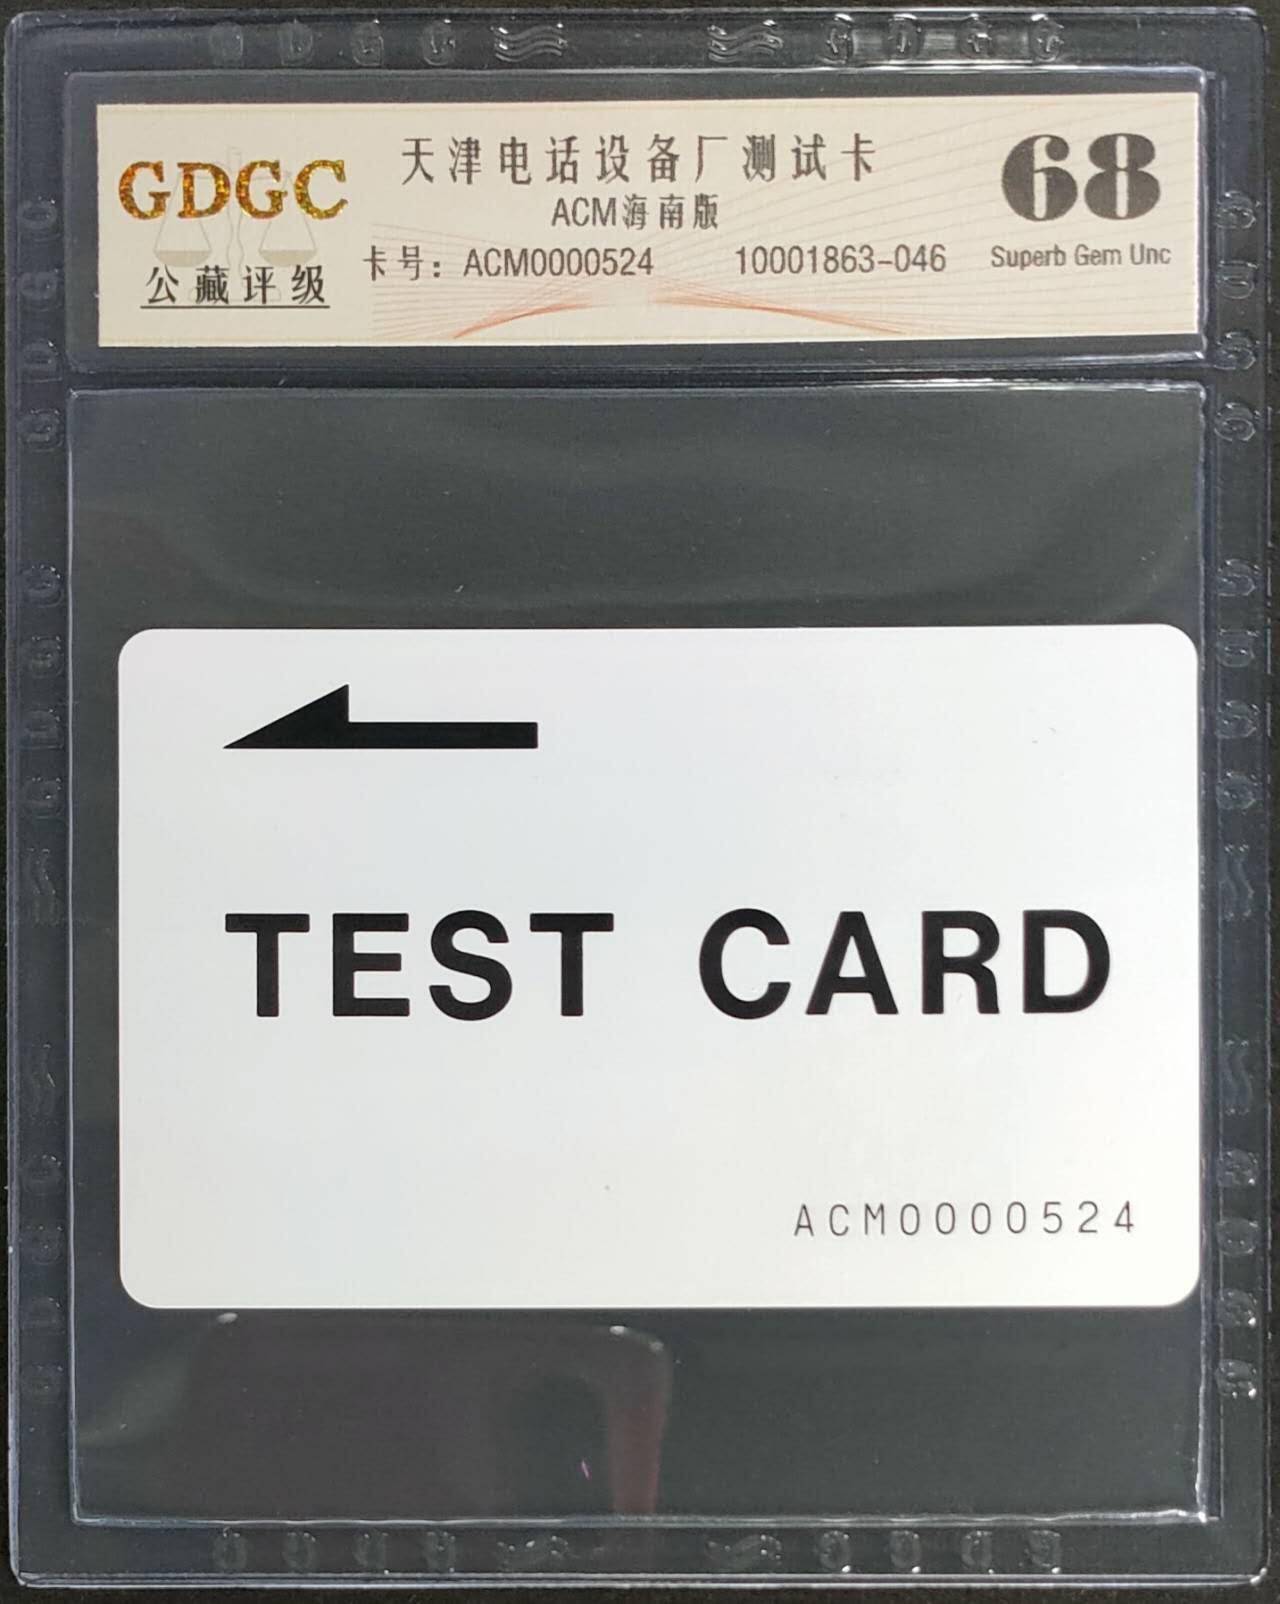 GDGC
公藏评级
天津电话设备厂测试卡
ACM海南版
卡号：ACM0000524 10001863-046
68
Superb Gem Unc
TEST CARD
ACM0000524